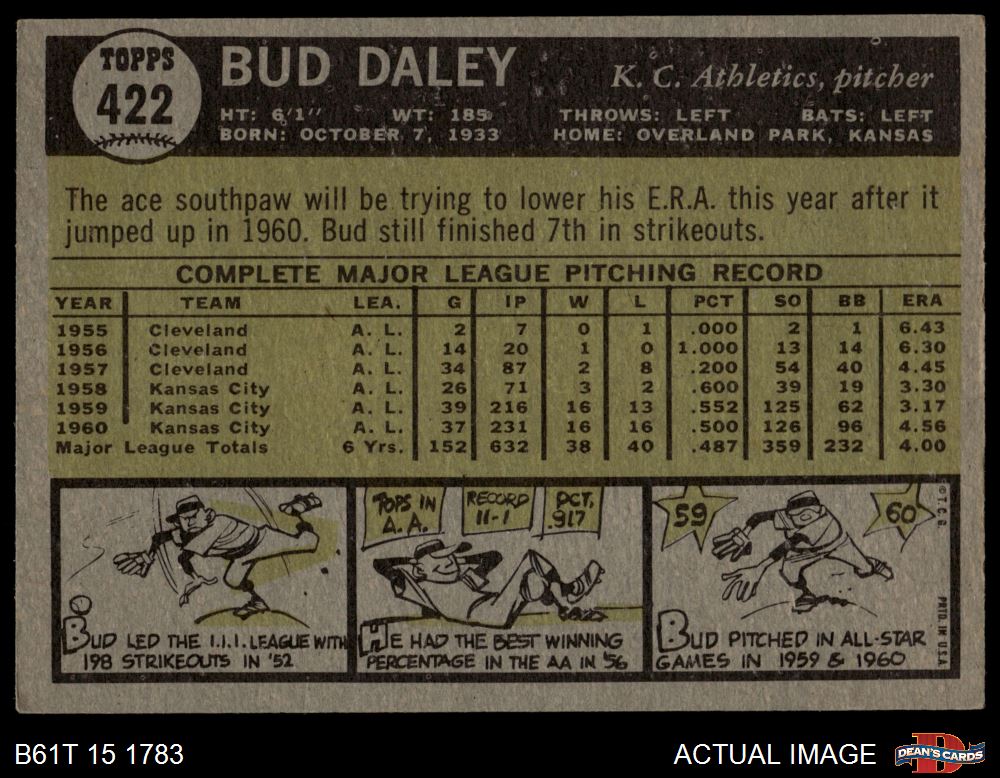 TOPPS
422
BUD DALEY
K. C. Athletics, pitcher
HT: 6'1" WT: 185 THROWS: LEFT BATS: LEFT
BORN: OCTOBER 7, 1933 HOME: OVERLAND PARK, KANSAS
The ace southpaw will be trying to lower his E.R.A. this year after it
jumped up in 1960. Bud still finished 7th in strikeouts.
COMPLETE MAJOR LEAGUE PITCHING RECORD
YEAR TEAM LEA. G IP W L PCT SO BB ERA
1955 Cleveland A. L. 2 7 0 1 .000 2 1 6.43
1956 Cleveland A. L. 14 20 1 0 1.000 13 14 6.30
1957 Cleveland A. L. 34 87 2 8 .200 54 40 4.45
1958 Kansas City A. L. 26 71 3 2 .600 39 19 3.30
1959 Kansas City A. L. 39 216 16 13 .552 125 62 3.17
1960 Kansas City A. L. 37 231 16 16 .500 126 96 4.56
Major League Totals 6 Yrs. 152 632 38 40 .487 359 232 4.00
BUD LED THE I.I.I. LEAGUE WITH
198 STRIKEOUTS IN '52
TOPS IN
A.A.
RECORD
11-1
PCT.
.917
HE HAD THE BEST WINNING
PERCENTAGE IN THE AA IN '56
59
60
BUD PITCHED IN ALL-STAR
GAMES IN 1959 & 1960
© T. C. G.
PRTD. IN U.S.A.
B61T 15 1783
ACTUAL IMAGE
D
DEAN'S CARDS